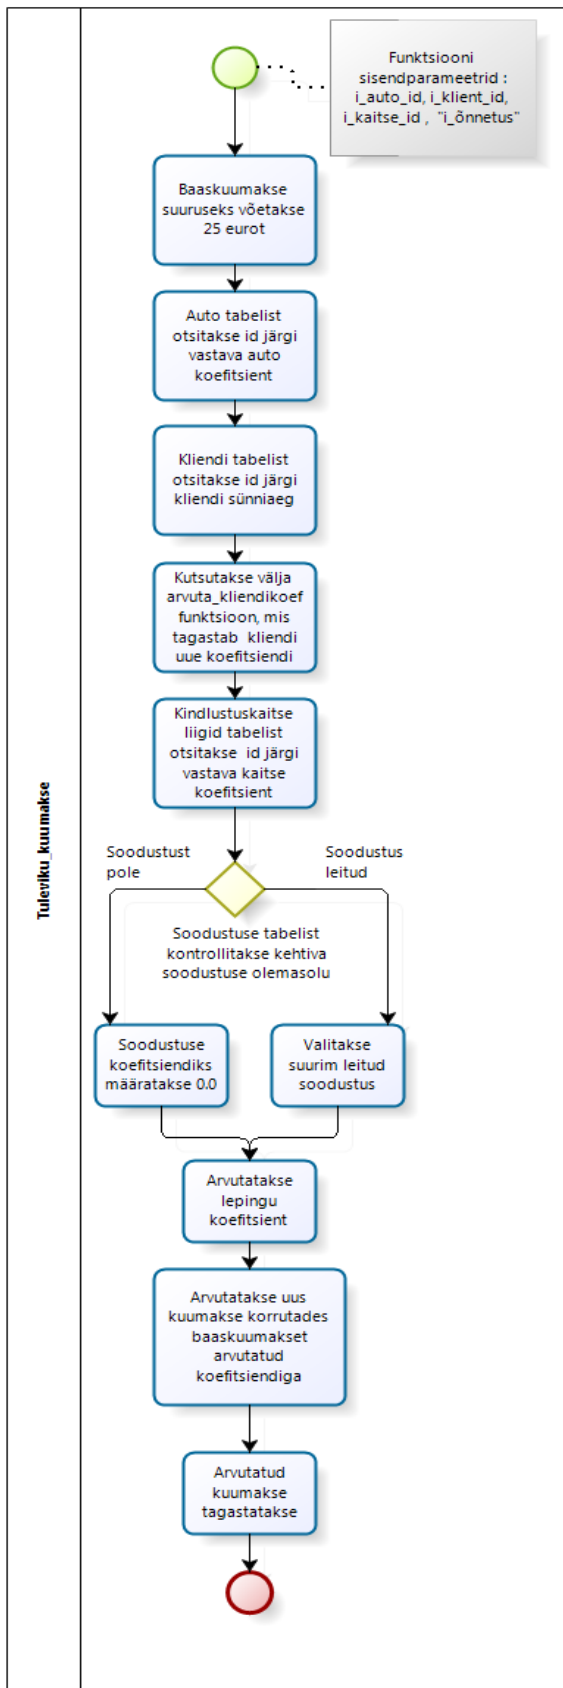 Funktsiooni
sisendparameetrid :
i_auto_id, i_klient_id,
i_kaitse_id , "i_õnnetus"
Baaskuumakse
suuruseks võetakse
25 eurot
Auto tabelist
otsitakse id järgi
vastava auto
koefitsient
Kliendi tabelist
otsitakse id järgi
kliendi sünniaeg
Kutsutakse välja
arvuta_kliendikoef
funktsioon, mis
tagastab kliendi
uue koefitsiendi
Kindlustuskaitse
liigid tabelist
otsitakse id järgi
vastava kaitse
koefitsient
Tuleviku_kuumakse
Soodustust
pole
Soodustus
leitud
Soodustuse tabelist
kontrollitakse kehtiva
soodustuse olemasolu
Soodustuse
koefitsiendiks
määratakse 0.0
Valitakse
suurim leitud
soodustus
Arvutatakse
lepingu
koefitsient
Arvutatakse uus
kuumakse korrutades
baaskuumakset
arvutatud
koefitsiendiga
Arvutatud
kuumakse
tagastatakse